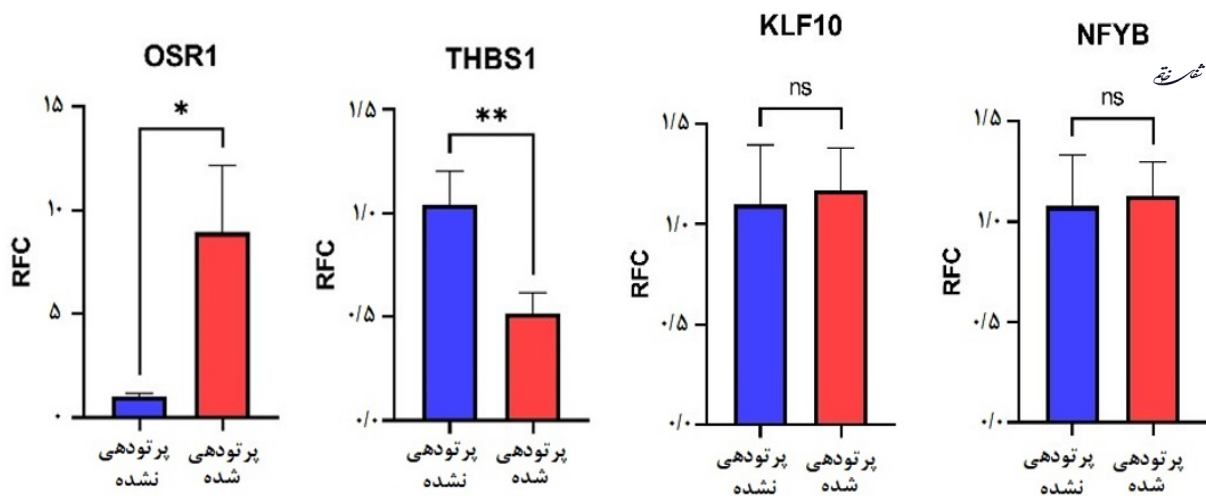 OSR1
RFC
۱۵
۱۰
۵
۰
*
پرتودهی نشده
پرتودهی شده
THBS1
RFC
۱/۵
۱/۰
۰/۵
۰/۰
**
پرتودهی نشده
پرتودهی شده
KLF10
RFC
۱/۵
۱/۰
۰/۵
۰/۰
ns
پرتودهی نشده
پرتودهی شده
NFYB
شفای خاتم
RFC
۱/۵
۱/۰
۰/۵
۰/۰
ns
پرتودهی نشده
پرتودهی شده